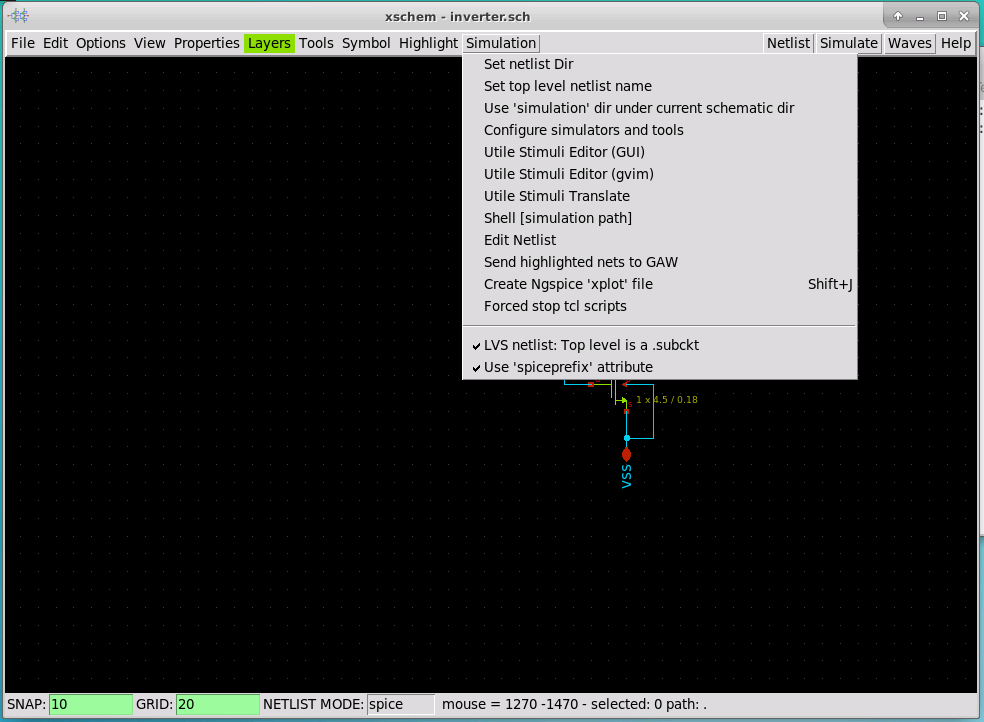 xschem - inverter.sch
File Edit Options View Properties Layers Tools Symbol Highlight Simulation Netlist Simulate Waves Help
Set netlist Dir
Set top level netlist name
Use 'simulation' dir under current schematic dir
Configure simulators and tools
Utile Stimuli Editor (GUI)
Utile Stimuli Editor (gvim)
Utile Stimuli Translate
Shell [simulation path]
Edit Netlist
Send highlighted nets to GAW
Create Ngspice 'xplot' file Shift+J
Forced stop tcl scripts
LVS netlist: Top level is a .subckt
Use 'spiceprefix' attribute
1 x 4.5 / 0.18
VSS
SNAP: 10 GRID: 20 NETLIST MODE: spice mouse = 1270 -1470 - selected: 0 path: .